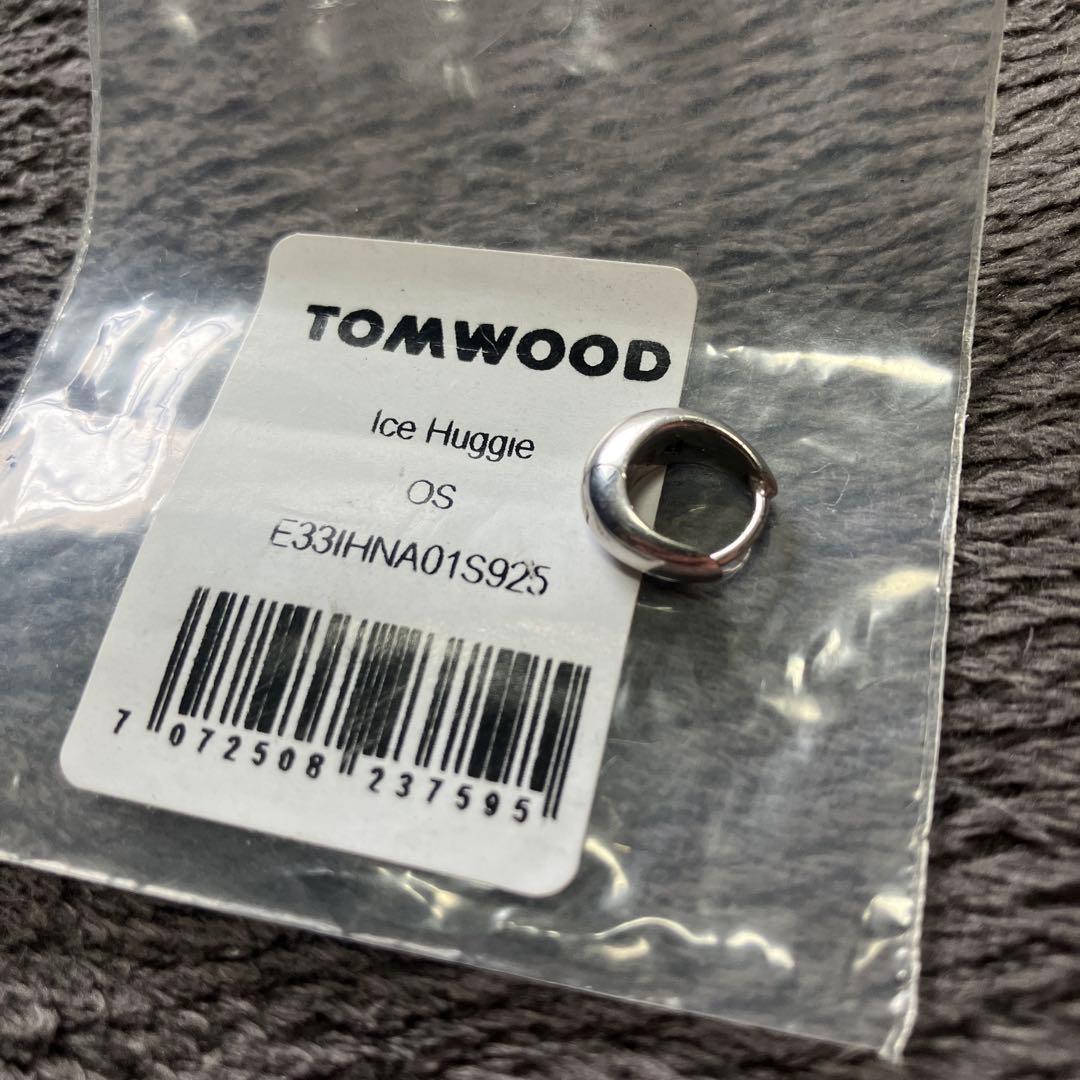 TOMWOOD
Ice Huggie
OS
E33IHNA01S925
7 072508 237595